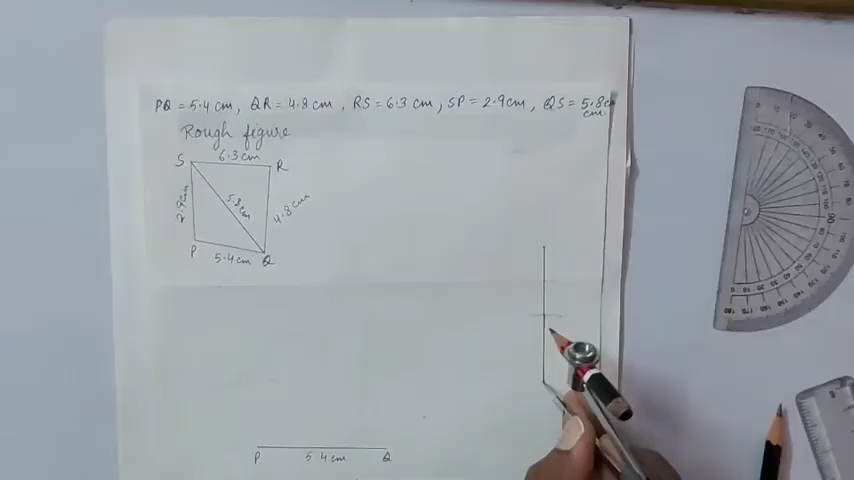 PQ = 5.4 cm, QR = 4.8 cm, RS = 6.3 cm, SP = 2.9 cm, QS = 5.8 cm
cm.
Rough figure
S 6.3 cm R
2.9 cm 5.8 cm 4.8 cm
P 5.4 cm Q
P 5.4 cm Q